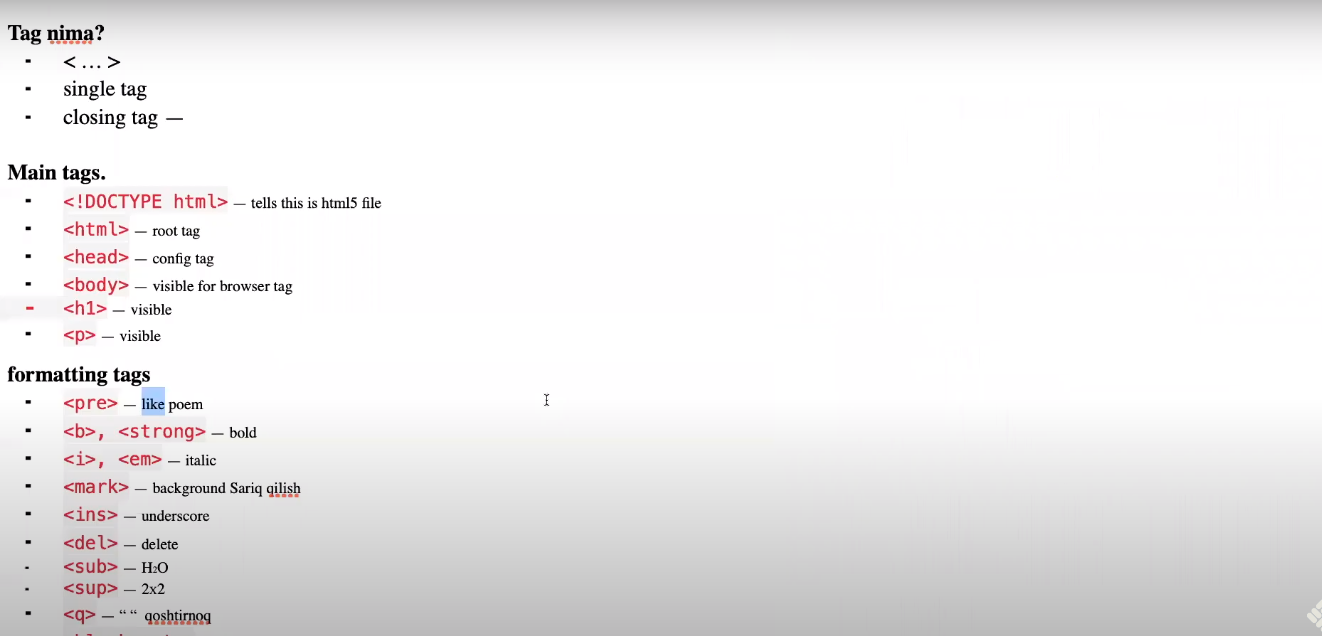 Tag nima?
- < … >
- single tag
- closing tag —
Main tags.
- <!DOCTYPE html> — tells this is html5 file
- <html> — root tag
- <head> — config tag
- <body> — visible for browser tag
- <h1> — visible
- <p> — visible
formatting tags
- <pre> — like poem
- <b>, <strong> — bold
- <i>, <em> — italic
- <mark> — background Sariq qilish
- <ins> — underscore
- <del> — delete
- <sub> — H₂O
- <sup> — 2x2
- <q> — “ “ qoshtirnoq